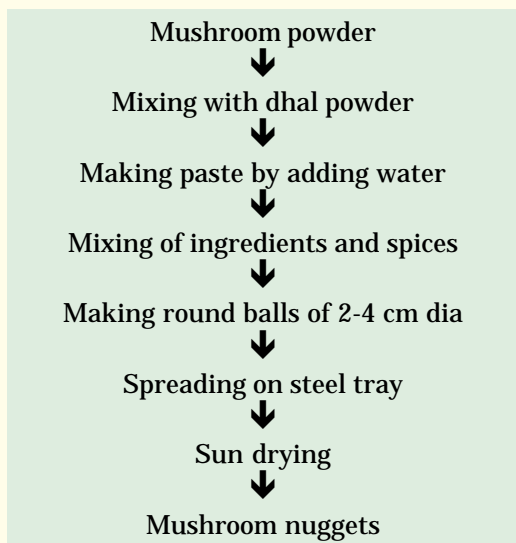 Mushroom powder
Mixing with dhal powder
Making paste by adding water
Mixing of ingredients and spices
Making round balls of 2-4 cm dia
Spreading on steel tray
Sun drying
Mushroom nuggets